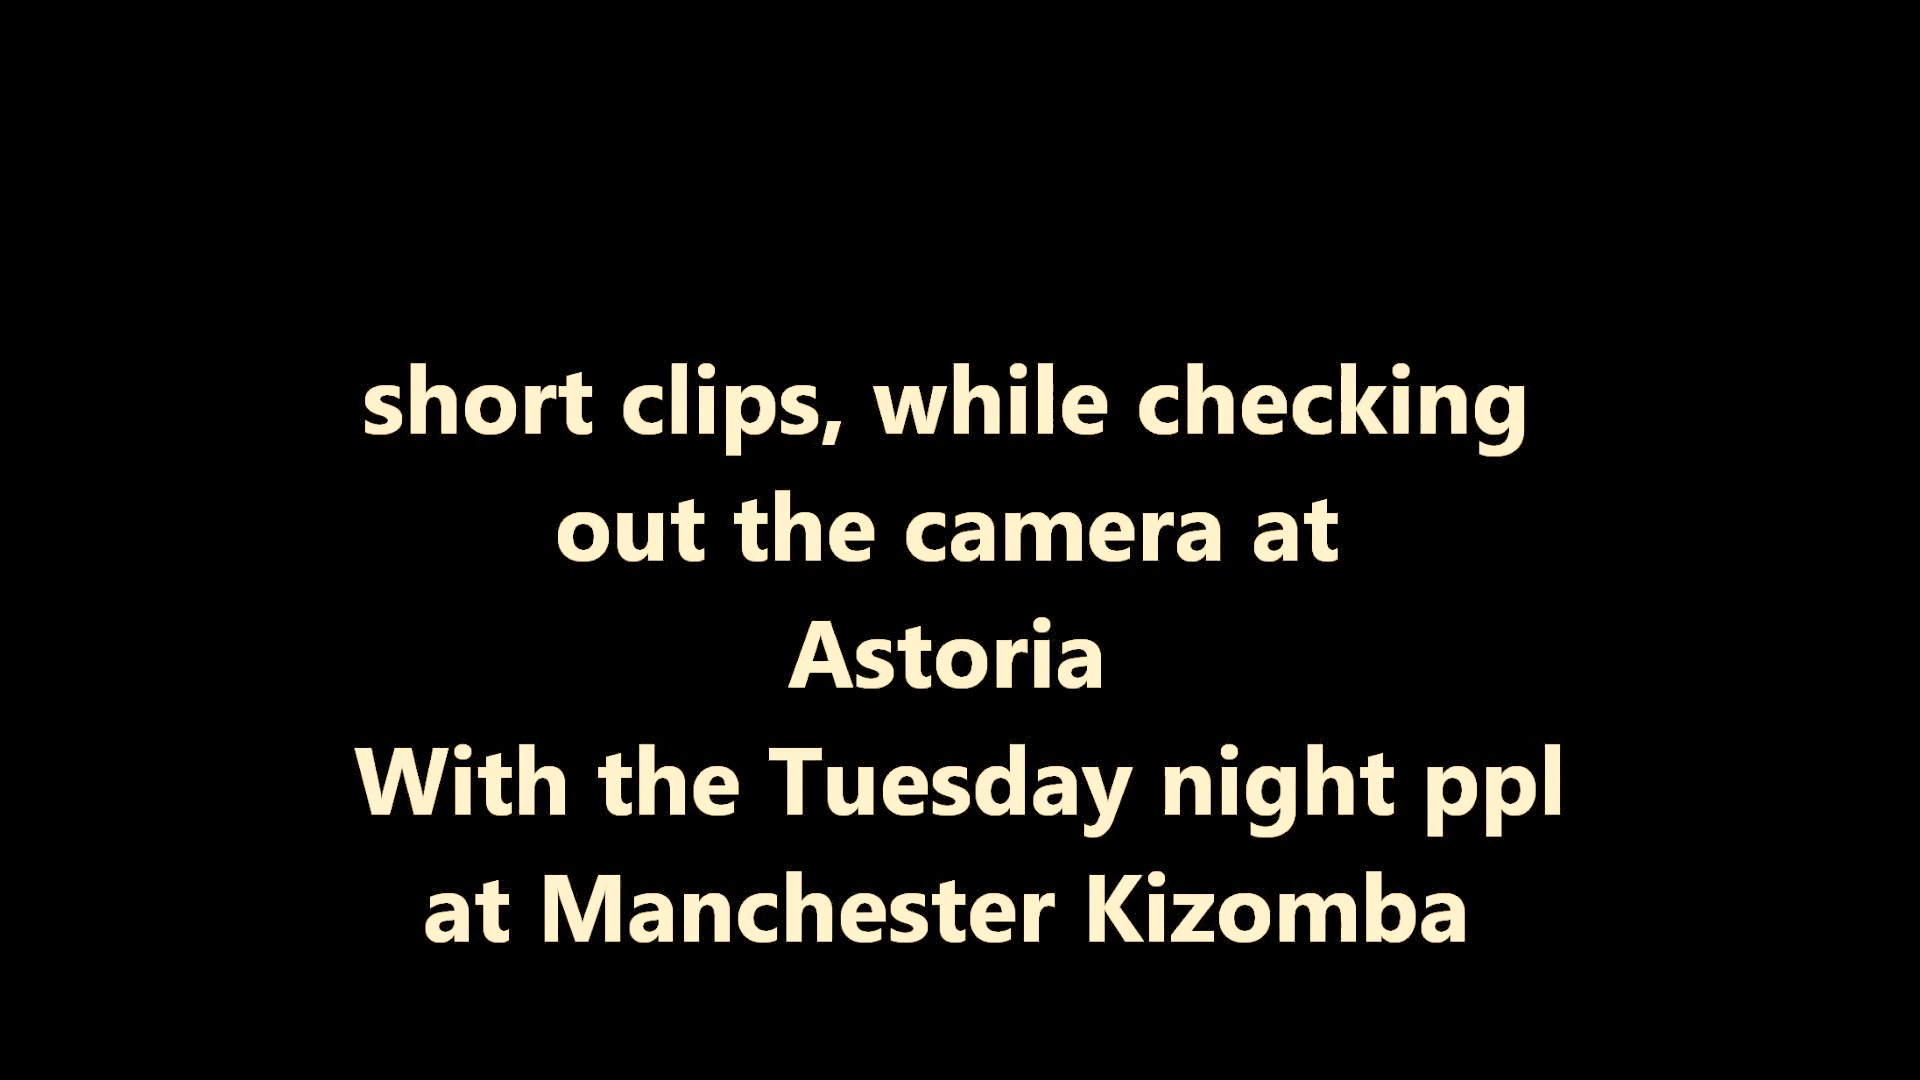 short clips, while checking
out the camera at
Astoria
With the Tuesday night ppl
at Manchester Kizomba